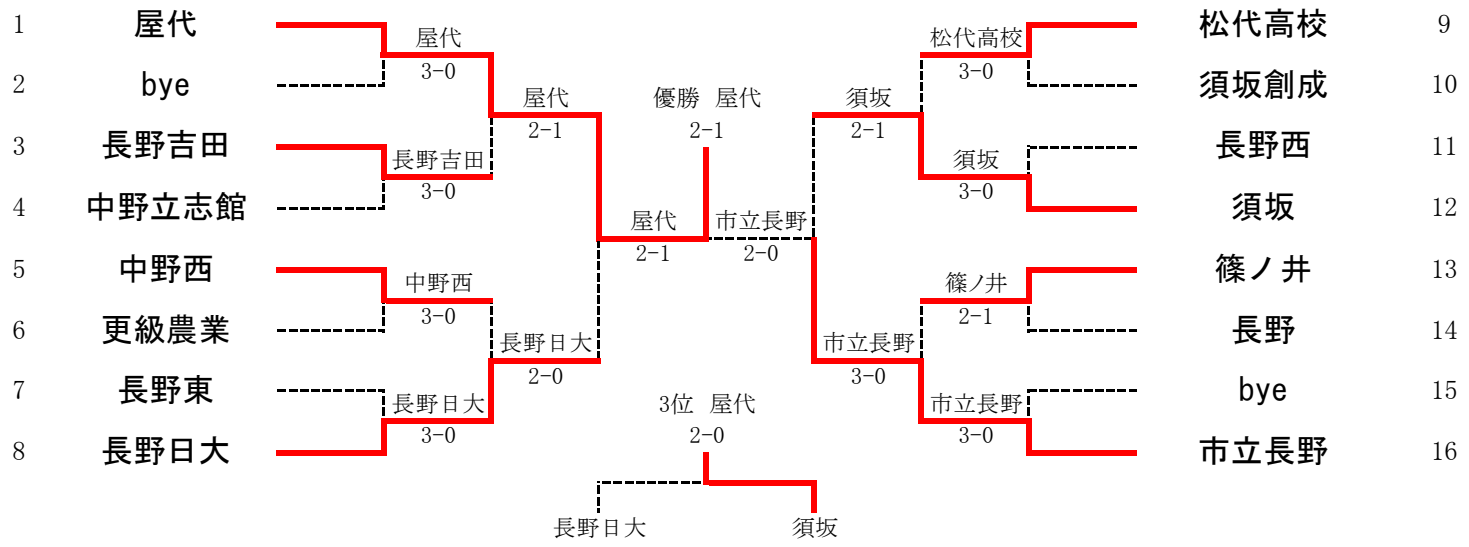 1 屋代
2 bye
3 長野吉田
4 中野立志館
5 中野西
6 更級農業
7 長野東
8 長野日大
屋代
3-0
長野吉田
3-0
中野西
3-0
長野日大
3-0
屋代
2-1
長野日大
2-0
屋代
2-1
優勝 屋代
2-1
市立長野
2-0
3位 屋代
2-0
長野日大
須坂
須坂
2-1
市立長野
3-0
松代高校
3-0
須坂
3-0
篠ノ井
2-1
市立長野
3-0
松代高校 9
須坂創成 10
長野西 11
須坂 12
篠ノ井 13
長野 14
bye 15
市立長野 16